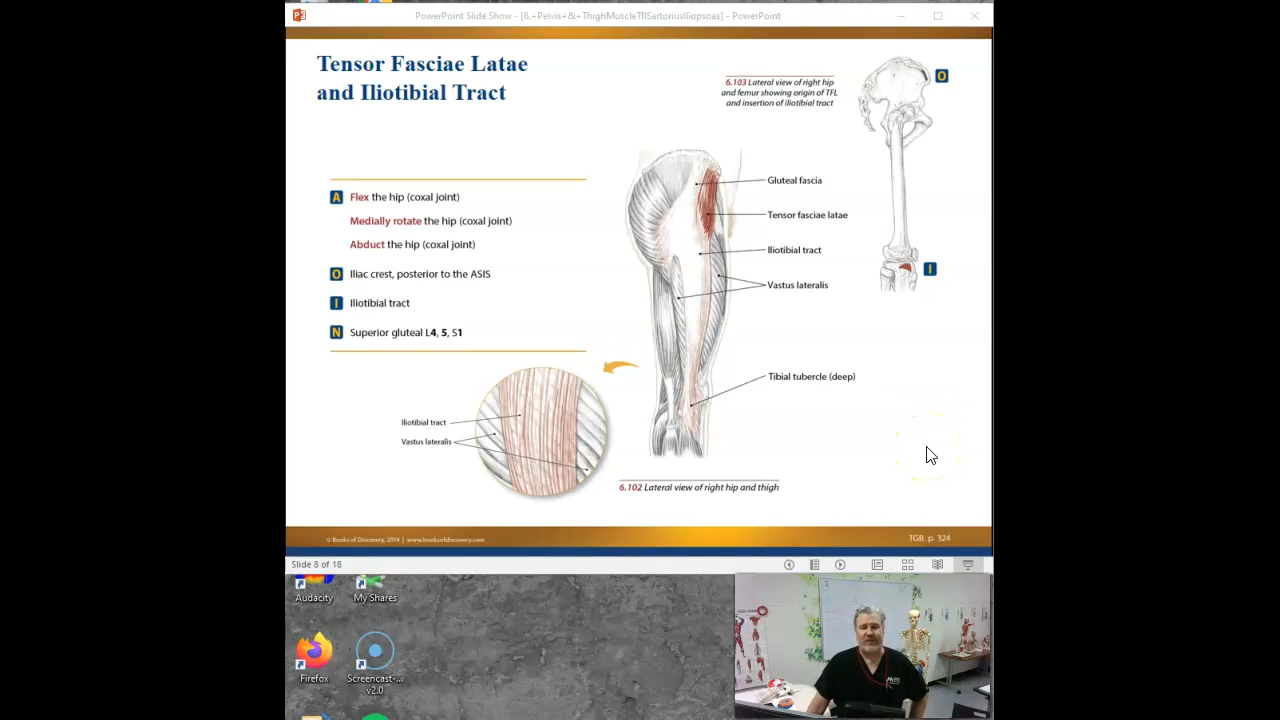 PowerPoint Slide Show - [6.+Pelvis+&+ThighMuscleTflSartoriusIliopsoas] - PowerPoint
Tensor Fasciae Latae
and Iliotibial Tract
6.103 Lateral view of right hip
and femur showing origin of TFL
and insertion of iliotibial tract
O
A Flex the hip (coxal joint)
Medially rotate the hip (coxal joint)
Abduct the hip (coxal joint)
O Iliac crest, posterior to the ASIS
I Iliotibial tract
N Superior gluteal L4, 5, S1
Gluteal fascia
Tensor fasciae latae
Iliotibial tract
Vastus lateralis
I
Tibial tubercle (deep)
Iliotibial tract
Vastus lateralis
6.102 Lateral view of right hip and thigh
© Books of Discovery, 2014 | www.booksofdiscovery.com
TGB. p. 324
Slide 8 of 18
Audacity
My Shares
Firefox
Screencast-...
v2.0